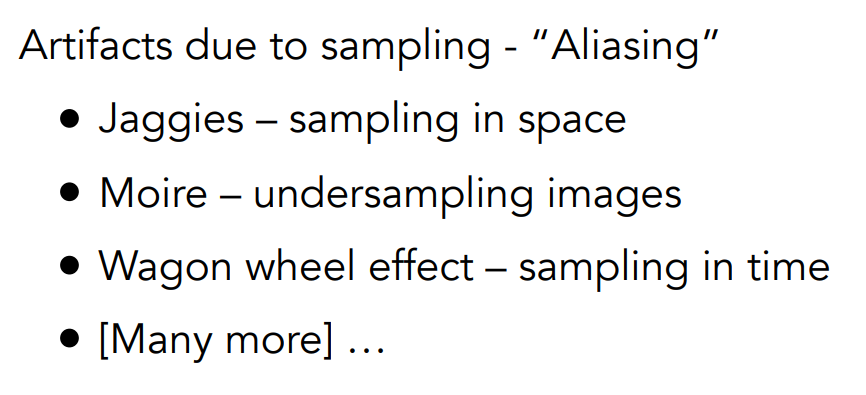 Artifacts due to sampling - “Aliasing”
• Jaggies – sampling in space
• Moire – undersampling images
• Wagon wheel effect – sampling in time
• [Many more] …